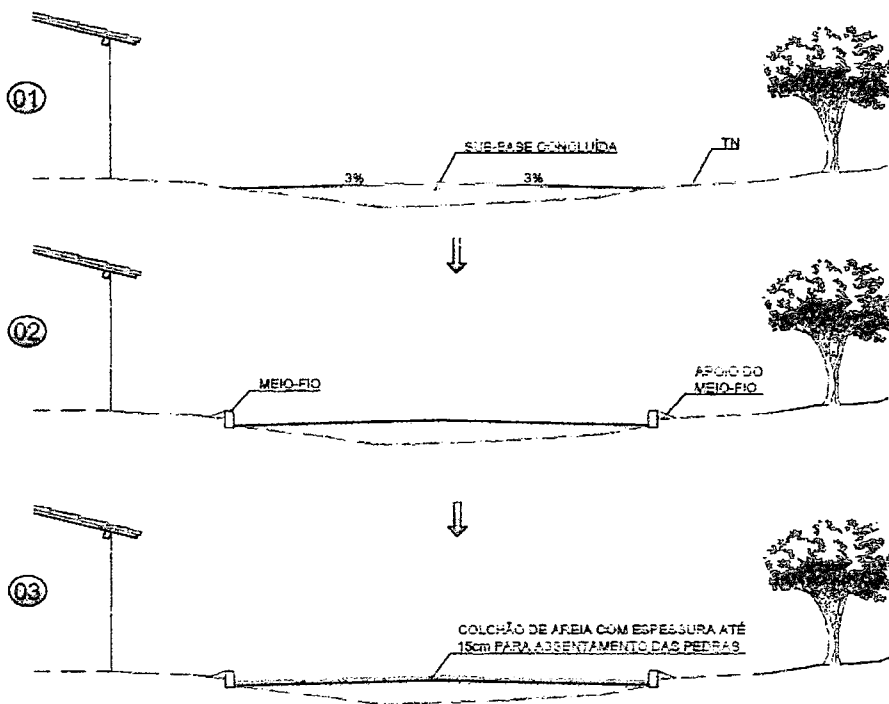 01
SUB-BASE CONCLUÍDA
TN
3%
3%
02
MEIO-FIO
APOIO DO
MEIO-FIO
03
COLCHÃO DE AREIA COM ESPESSURA ATÉ
15cm PARA ASSENTAMENTO DAS PEDRAS